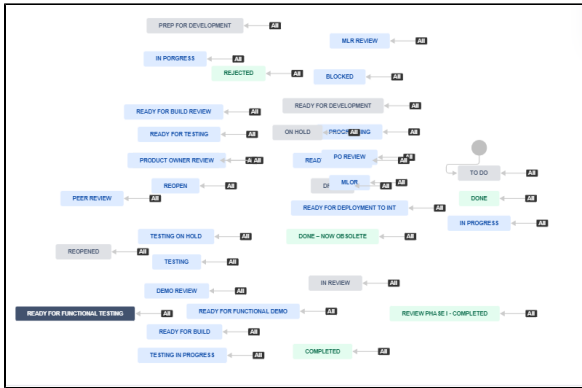 PREP FOR DEVELOPMENT All
MLR REVIEW All
IN PORGRESS All
REJECTED All
BLOCKED All
READY FOR DEVELOPMENT All
READY FOR BUILD REVIEW All
ON HOLD All
All
READY FOR TESTING All
PRODUCT OWNER REVIEW All
PO REVIEW All
All
TO DO All
REOPEN All
MLOR All
All
PEER REVIEW All
DONE All
READY FOR DEPLOYMENT TO INT All
IN PROGRESS All
TESTING ON HOLD All
DONE – NOW OBSOLETE All
REOPENED All
TESTING All
IN REVIEW All
DEMO REVIEW All
READY FOR FUNCTIONAL TESTING All
READY FOR FUNCTIONAL DEMO All
REVIEW PHASE I - COMPLETED All
READY FOR BUILD All
COMPLETED All
TESTING IN PROGRESS All